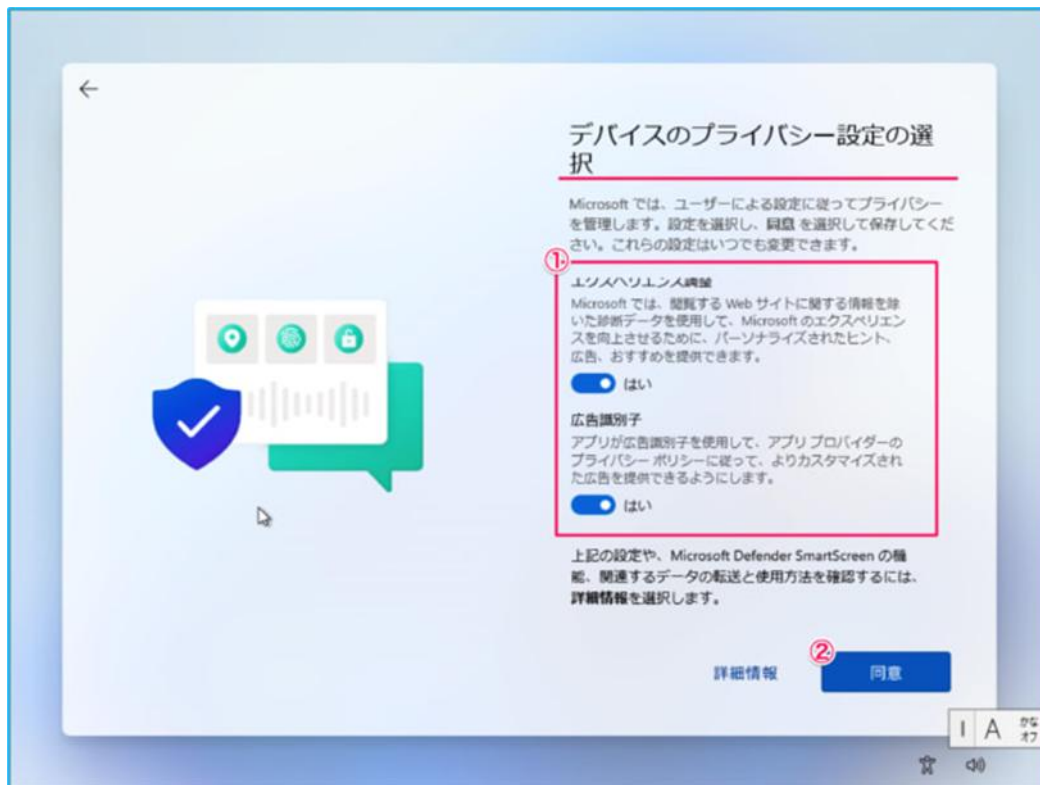 デバイスのプライバシー設定の選
択
Microsoft では、ユーザーによる設定に従ってプライバシー
を管理します。設定を選択し、同意 を選択して保存してくだ
さい。これらの設定はいつでも変更できます。
①
エクスペリエンス調整
Microsoft では、閲覧する Web サイトに関する情報を除
いた診断データを使用して、Microsoft のエクスペリエン
スを向上させるために、パーソナライズされたヒント、
広告、おすすめを提供できます。
はい
広告識別子
アプリが広告識別子を使用して、アプリ プロバイダーの
プライバシー ポリシーに従って、よりカスタマイズされ
た広告を提供できるようにします。
はい
上記の設定や、Microsoft Defender SmartScreen の機
能、関連するデータの転送と使用方法を確認するには、
詳細情報を選択します。
詳細情報
②
同意
A
かな
オフ